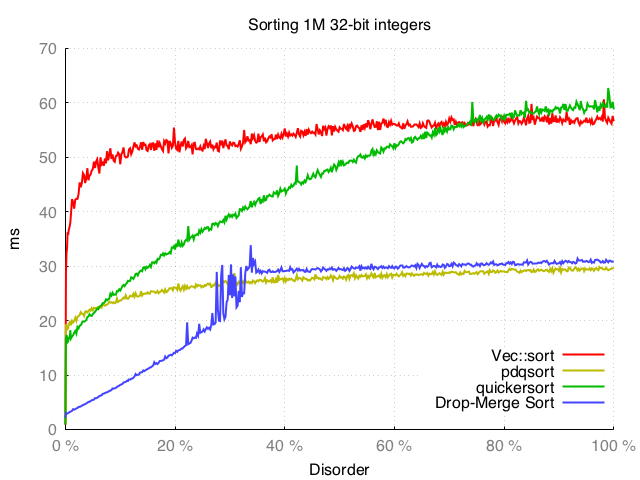 Sorting 1M 32-bit integers
70
60
50
40
30
20
10
0
ms
Vec::sort
pdqsort
quickersort
Drop-Merge Sort
0 % 20 % 40 % 60 % 80 % 100 %
Disorder